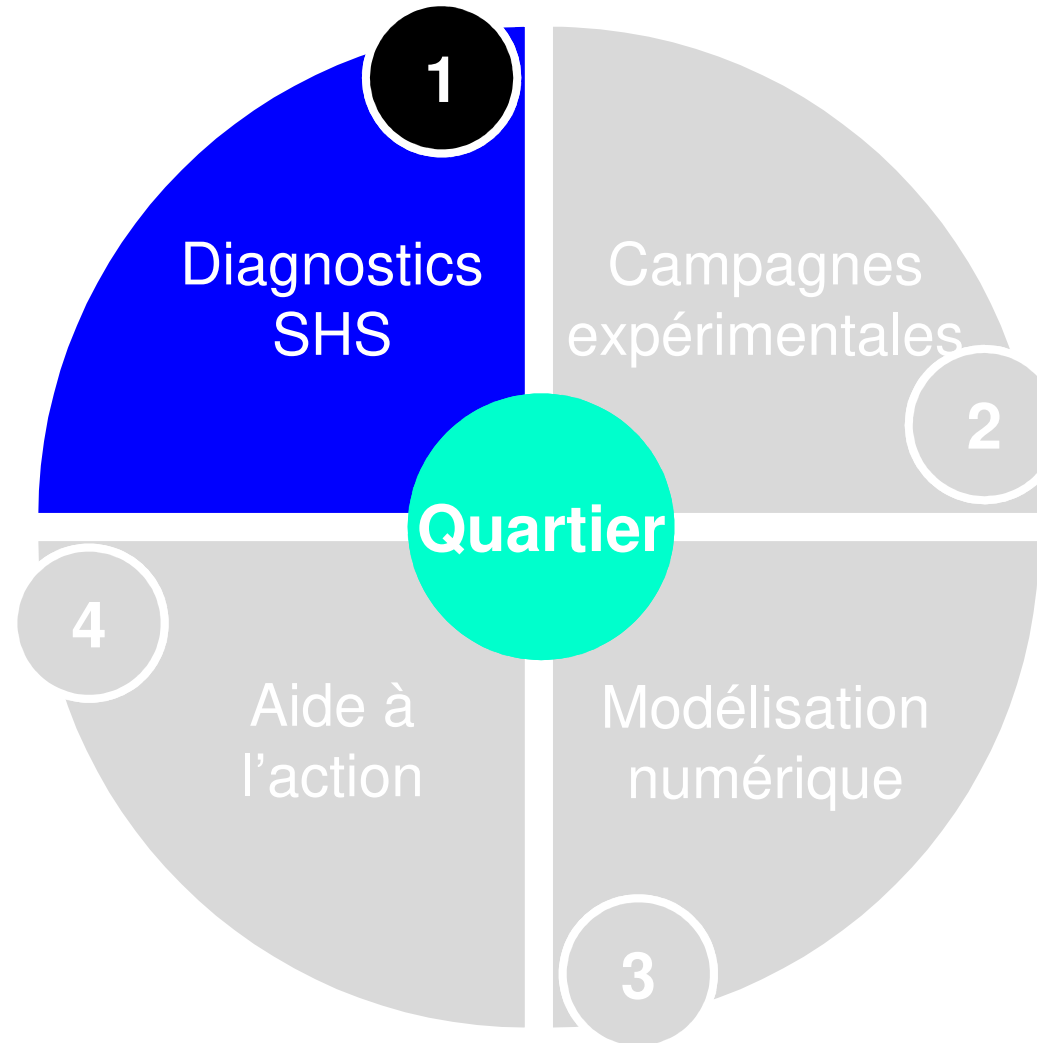 1
Diagnostics
SHS
Campagnes
expérimentales
2
Quartier
4
Aide à
l’action
Modélisation
numérique
3